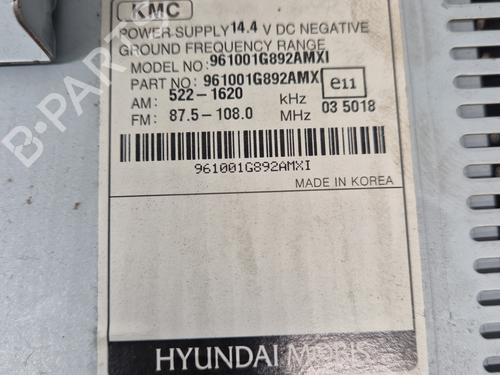 KMC
POWER SUPPLY 14.4 V DC NEGATIVE
GROUND FREQUENCY RANGE
MODEL NO: 961001G892AMXI
PART NO: 961001G892AMX
e11
AM: 522-1620 kHz
03 5018
FM: 87.5-108.0 MHz
961001G892AMXI
MADE IN KOREA
HYUNDAI MOBIS